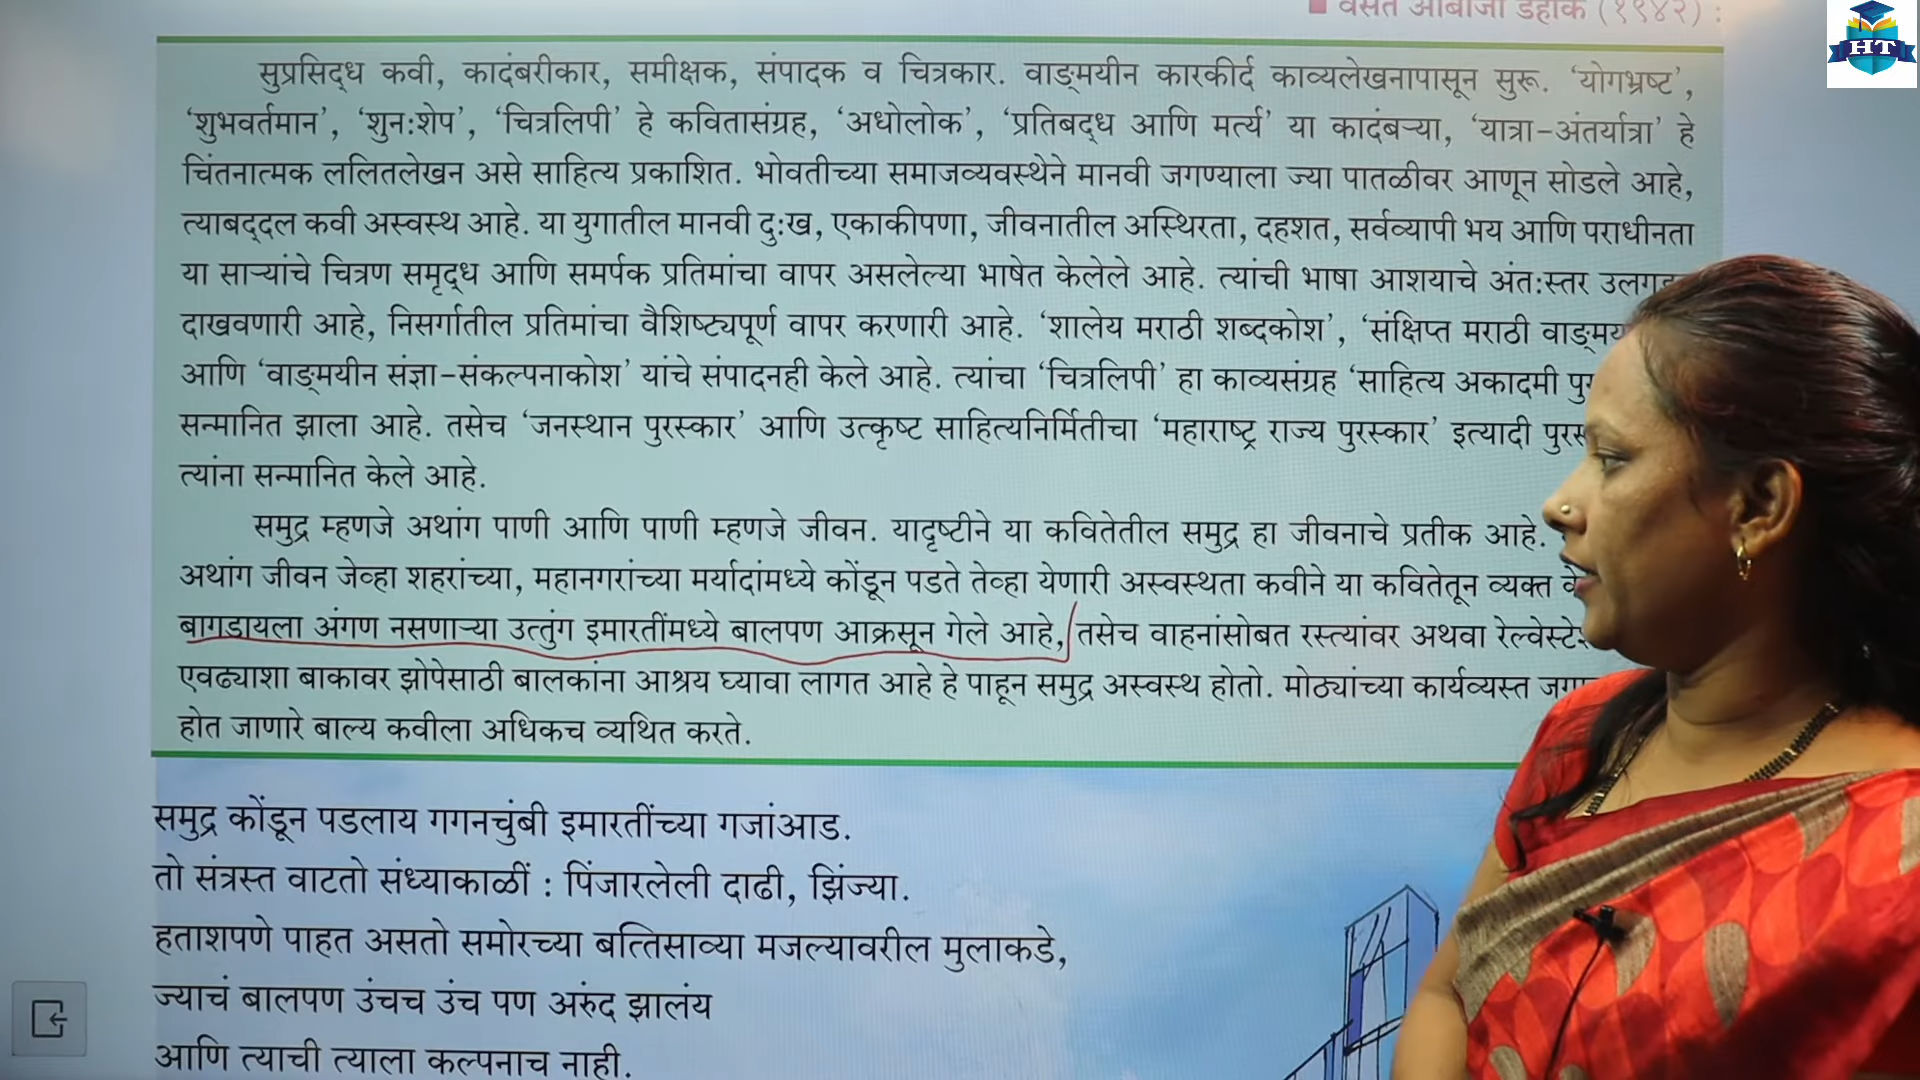 वसंत आबाजी डहाके (१९४२) :
HT
सुप्रसिद्ध कवी, कादंबरीकार, समीक्षक, संपादक व चित्रकार. वाङ्मयीन कारकीर्द काव्यलेखनापासून सुरू. ‘योगभ्रष्ट’,
‘शुभवर्तमान’, ‘शुनःशेप’, ‘चित्रलिपी’ हे कवितासंग्रह, ‘अधोलोक’, ‘प्रतिबद्ध आणि मर्त्य’ या कादंबऱ्या, ‘यात्रा-अंतर्यात्रा’ हे
चिंतनात्मक ललितलेखन असे साहित्य प्रकाशित. भोवतीच्या समाजव्यवस्थेने मानवी जगण्याला ज्या पातळीवर आणून सोडले आहे,
त्याबद्दल कवी अस्वस्थ आहे. या युगातील मानवी दुःख, एकाकीपणा, जीवनातील अस्थिरता, दहशत, सर्वव्यापी भय आणि पराधीनता
या साऱ्यांचे चित्रण समृद्ध आणि समर्पक प्रतिमांचा वापर असलेल्या भाषेत केलेले आहे. त्यांची भाषा आशयाचे अंतःस्तर
दाखवणारी आहे, निसर्गातील प्रतिमांचा वैशिष्ट्यपूर्ण वापर करणारी आहे. ‘शालेय मराठी शब्दकोश’, ‘संक्षिप्त मराठी
आणि ‘वाङ्मयीन संज्ञा-संकल्पनाकोश’ यांचे संपादनही केले आहे. त्यांचा ‘चित्रलिपी’ हा काव्यसंग्रह ‘साहित्य अकादमी
सन्मानित झाला आहे. तसेच ‘जनस्थान पुरस्कार’ आणि उत्कृष्ट साहित्यनिर्मितीचा ‘महाराष्ट्र राज्य पुरस्कार’ इत्यादी
त्यांना सन्मानित केले आहे.
समुद्र म्हणजे अथांग पाणी आणि पाणी म्हणजे जीवन. यादृष्टीने या कवितेतील समुद्र हा जीवनाचे प्रतीक आहे.
अथांग जीवन जेव्हा शहरांच्या, महानगरांच्या मर्यादांमध्ये कोंडून पडते तेव्हा येणारी अस्वस्थता कवीने या कवितेतून व्यक्त
बागडायला अंगण नसणाऱ्या उत्तुंग इमारतींमध्ये बालपण आक्रसून गेले आहे, तसेच वाहनांसोबत रस्त्यांवर अथवा
एवढ्याशा बाकावर झोपेसाठी बालकांना आश्रय घ्यावा लागत आहे हे पाहून समुद्र अस्वस्थ होतो. मोठ्यांच्या कार्यव्यस्त
होत जाणारे बाल्य कवीला अधिकच व्यथित करते.
समुद्र कोंडून पडलाय गगनचुंबी इमारतींच्या गजांआड.
तो संत्रस्त वाटतो संध्याकाळीं : पिंजारलेली दाढी, झिंज्या.
हताशपणे पाहत असतो समोरच्या बत्तिसाव्या मजल्यावरील मुलाकडे,
ज्याचं बालपण उंचच उंच पण अरुंद झालंय
आणि त्याची त्याला कल्पनाच नाही.